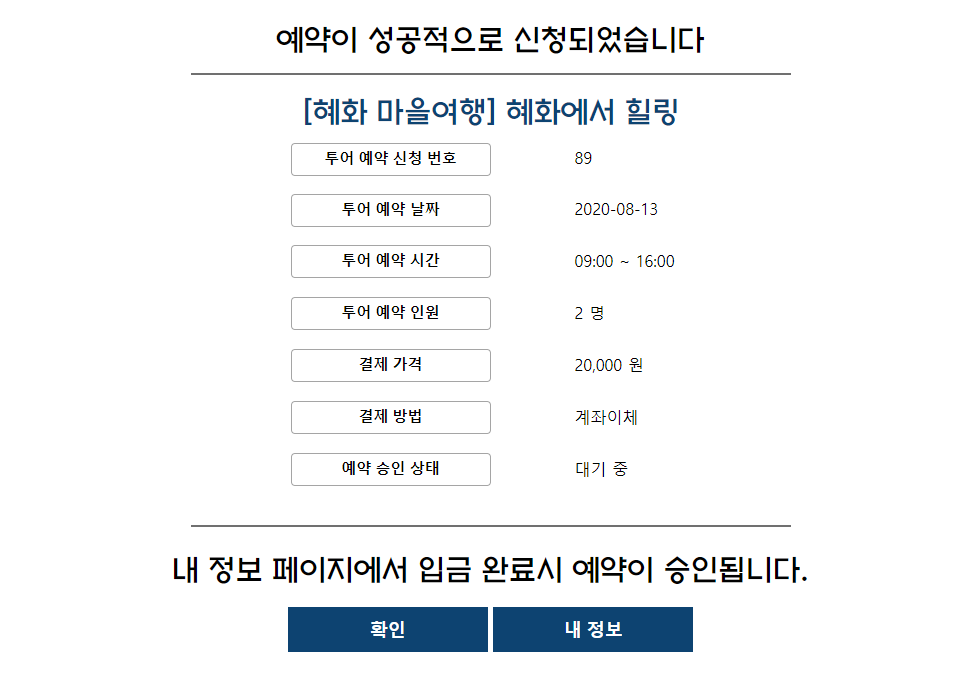 예약이 성공적으로 신청되었습니다
[혜화 마을여행] 혜화에서 힐링
투어 예약 신청 번호 89
투어 예약 날짜 2020-08-13
투어 예약 시간 09:00 ~ 16:00
투어 예약 인원 2 명
결제 가격 20,000 원
결제 방법 계좌이체
예약 승인 상태 대기 중
내 정보 페이지에서 입금 완료시 예약이 승인됩니다.
확인 내 정보